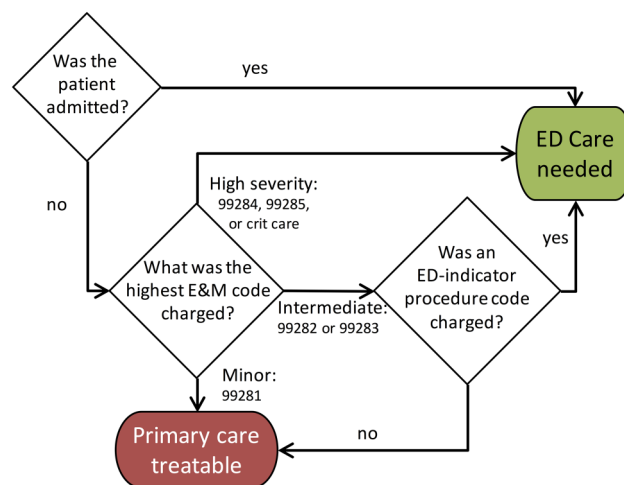 Was the
patient
admitted?
yes
ED Care
needed
no
High severity:
99284, 99285,
or crit care
What was the
highest E&M code
charged?
Intermediate:
99282 or 99283
Was an
ED-indicator
procedure code
charged?
yes
Minor:
99281
no
Primary care
treatable